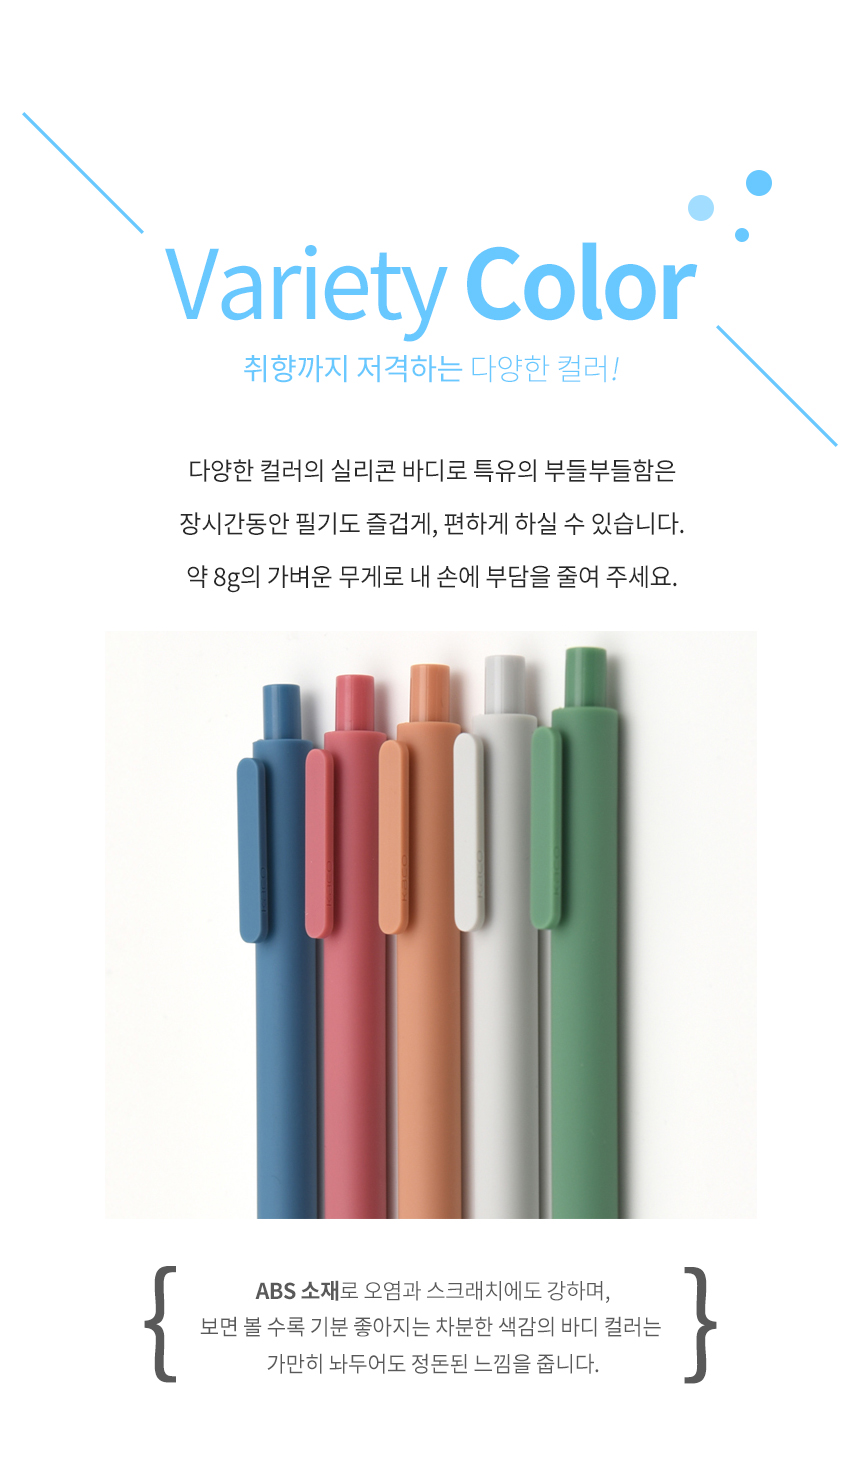 Variety Color
취향까지 저격하는 다양한 컬러!
다양한 컬러의 실리콘 바디로 특유의 부들부들함은
장시간동안 필기도 즐겁게, 편하게 하실 수 있습니다.
약 8g의 가벼운 무게로 내 손에 부담을 줄여 주세요.
kaco
kaco
kaco
kaco
kaco
{ ABS 소재로 오염과 스크래치에도 강하며,
보면 볼 수록 기분 좋아지는 차분한 색감의 바디 컬러는
가만히 놔두어도 정돈된 느낌을 줍니다. }